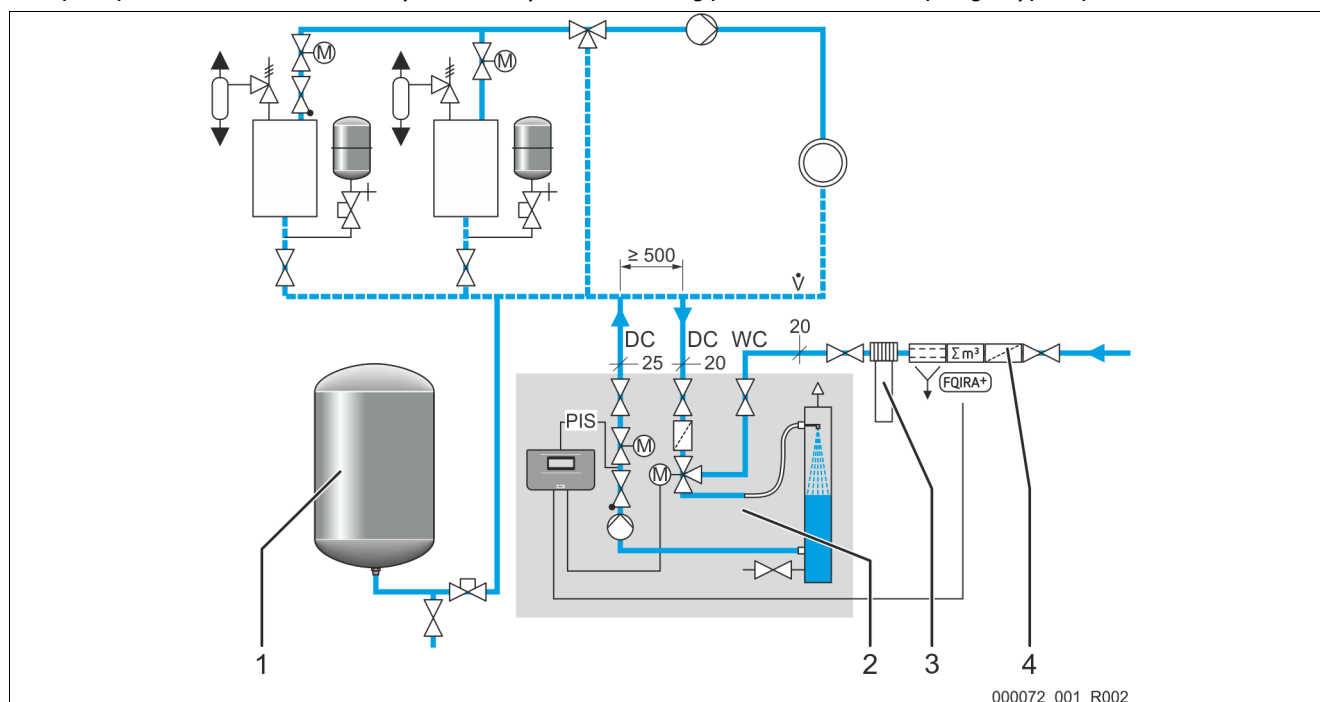 M
M
≥ 500
V̇
DC
DC
WC
20
25
20
Σm³
FQIRA+
PIS
M
M
1
2
3
4
000072_001_R002